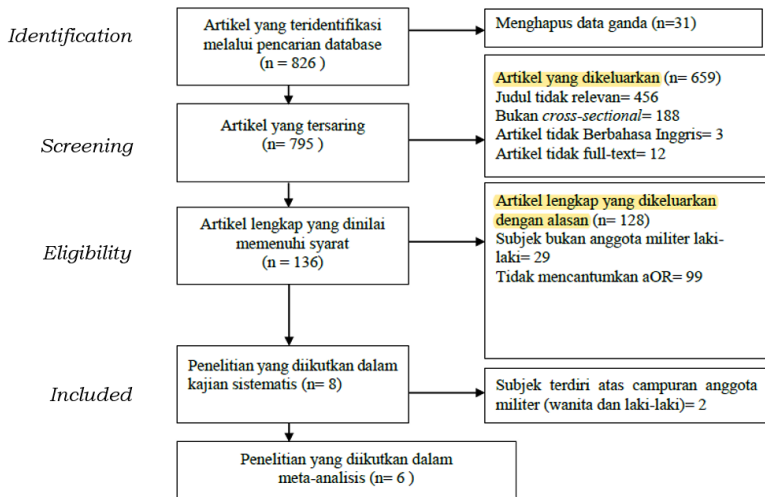 Identification
Artikel yang teridentifikasi
melalui pencarian database
(n = 826 )
Menghapus data ganda (n=31)
Screening
Artikel yang tersaring
(n= 795 )
Artikel yang dikeluarkan (n= 659)
Judul tidak relevan= 456
Bukan cross-sectional= 188
Artikel tidak Berbahasa Inggris= 3
Artikel tidak full-text= 12
Eligibility
Artikel lengkap yang dinilai
memenuhi syarat
(n = 136)
Artikel lengkap yang dikeluarkan
dengan alasan (n= 128)
Subjek bukan anggota militer laki-
laki= 29
Tidak mencantumkan aOR= 99
Included
Penelitian yang diikutkan dalam
kajian sistematis (n= 8)
Subjek terdiri atas campuran anggota
militer (wanita dan laki-laki)= 2
Penelitian yang diikutkan dalam
meta-analisis (n= 6 )